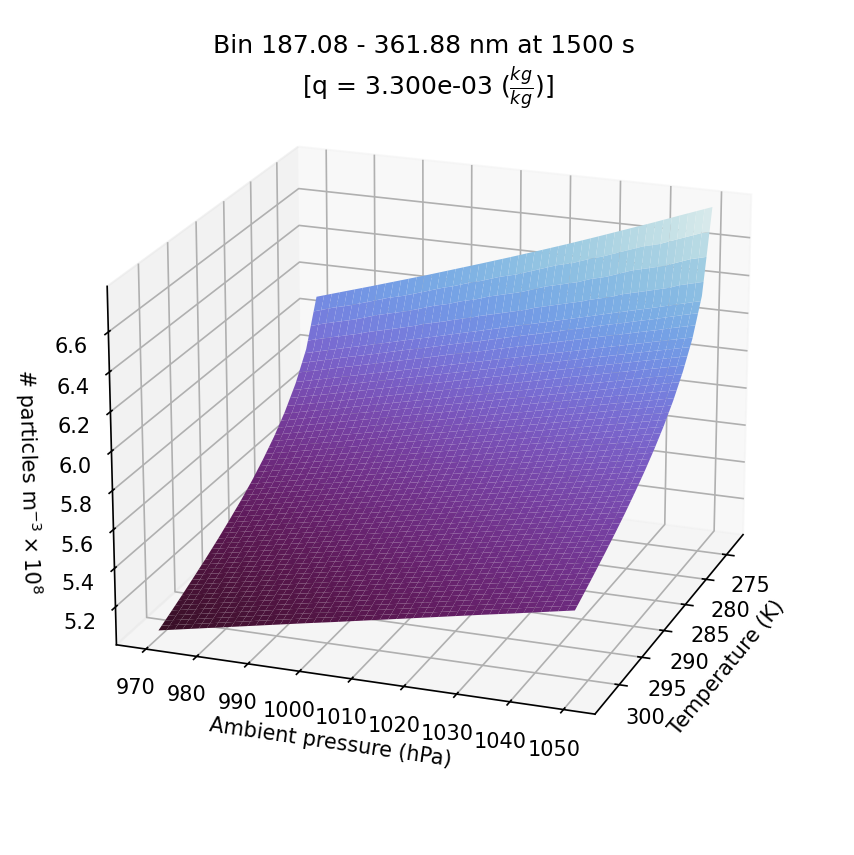 Bin 187.08 - 361.88 nm at 1500 s
[q = 3.300e-03 (kg/kg)]
6.6
6.4
6.2
6.0
5.8
5.6
5.4
5.2
# particles m⁻³ × 10⁸
970 980 990 1000 1010 1020 1030 1040 1050
Ambient pressure (hPa)
275
280
285
290
295
300
Temperature (K)